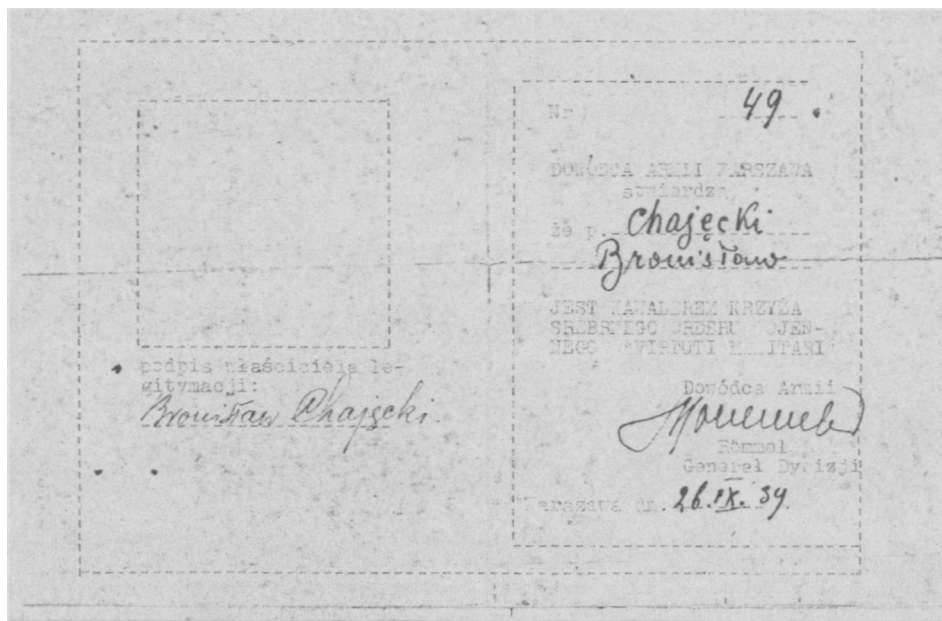 podpis właściciela le-
gitymacji:
Bronisław Chajęcki
Nr 49
DOWÓDCA ARMII WARSZAWA
stwierdza,
że p. Chajęcki
Bronisław
JEST KAWALEREM KRZYŻA
SREBRNEGO ORDERU WOJEN-
NEGO "VIRTUTI MILITARI"
Dowódca Armii
Rómmel
Generał Dywizji
Warszawa dn. 26.IX.39.